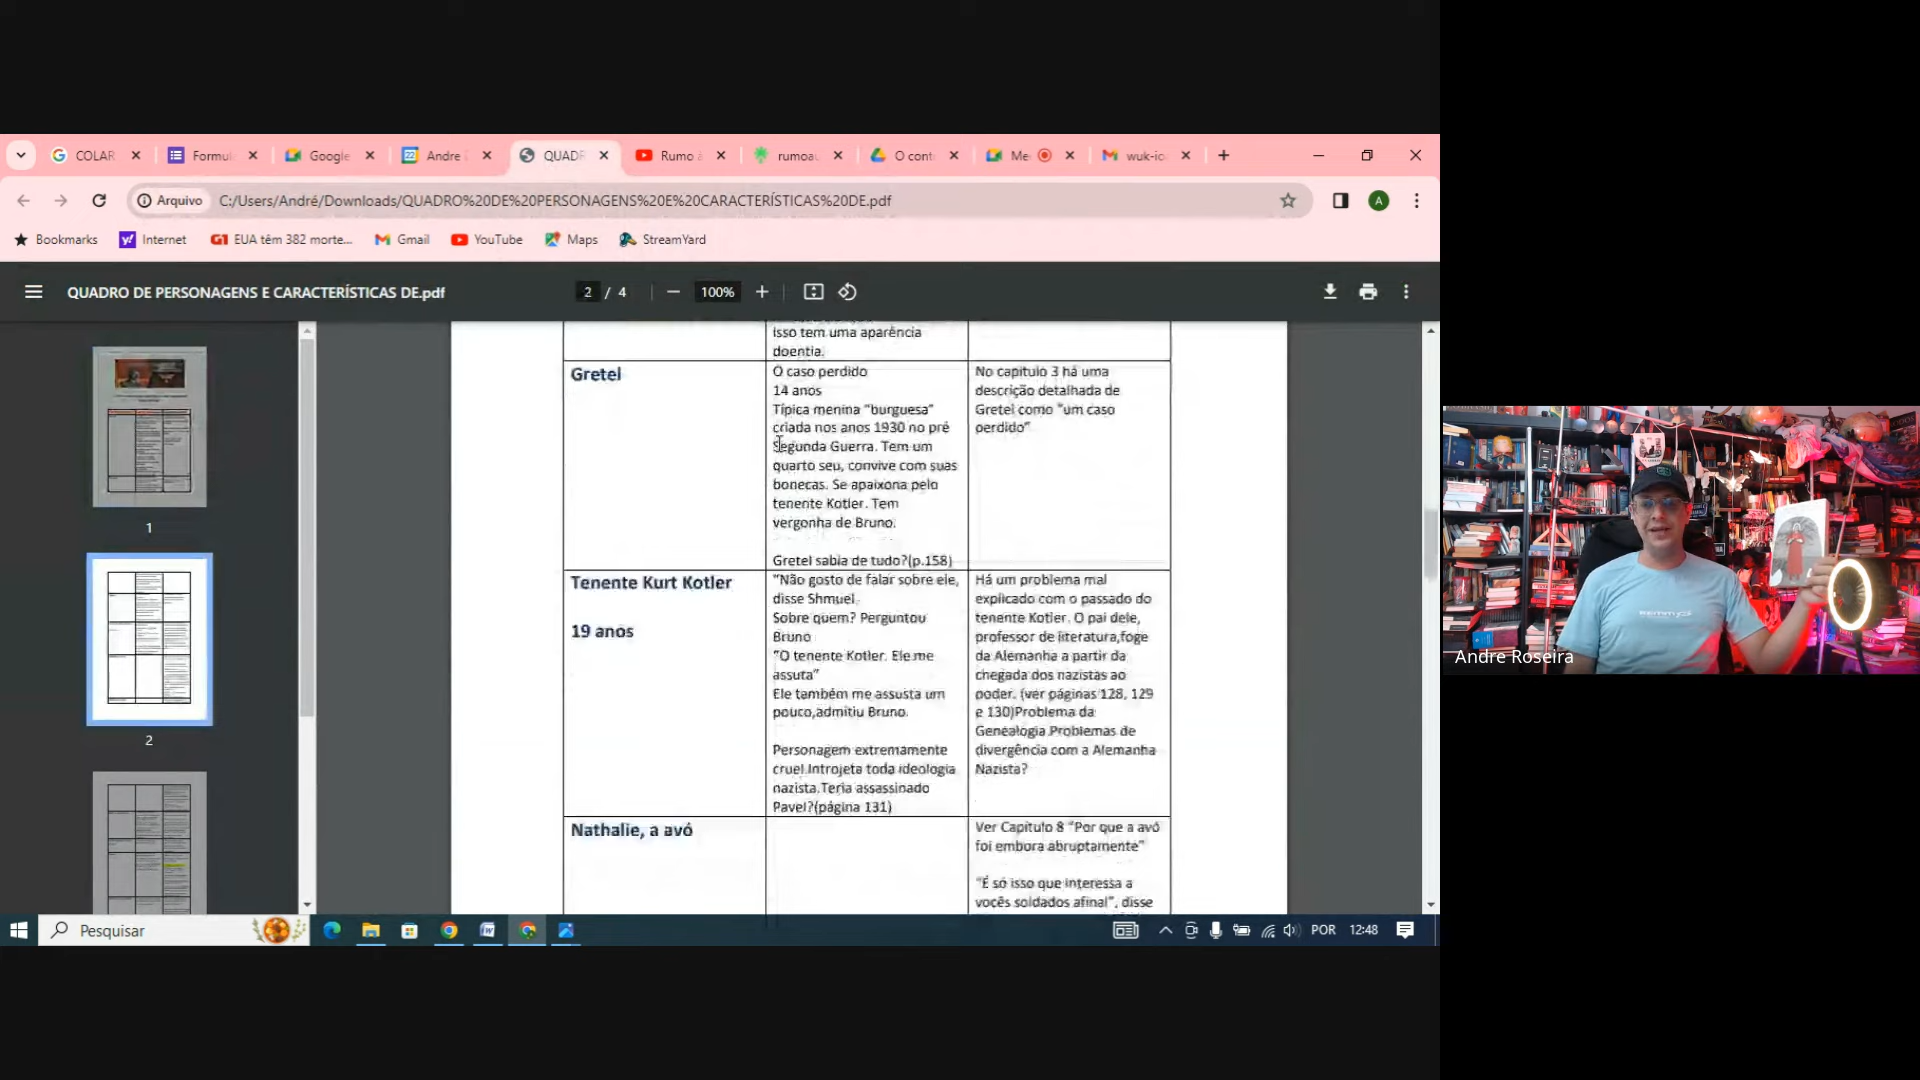 COLAR
Formu
Google
Andre
QUADR
Rumo
rumoau
O cont
Me
wuk-io
Arquivo
C:/Users/André/Downloads/QUADRO%20DE%20PERSONAGENS%20E%20CARACTERÍSTICAS%20DE.pdf
A
Bookmarks
Internet
G1 EUA têm 382 morte...
Gmail
YouTube
Maps
StreamYard
QUADRO DE PERSONAGENS E CARACTERÍSTICAS DE.pdf
2 / 4
100%
1
2
isso tem uma aparência
doentia.
Gretel
O caso perdido
14 anos
Típica menina "burguesa"
criada nos anos 1930 no pré
Segunda Guerra. Tem um
quarto seu, convive com suas
bonecas. Se apaixona pelo
tenente Kotler. Tem
vergonha de Bruno.
Gretel sabia de tudo?(p.158)
No capitulo 3 há uma
descrição detalhada de
Gretel como "um caso
perdido"
Tenente Kurt Kotler
19 anos
"Não gosto de falar sobre ele,
disse Shmuel.
Sobre quem? Perguntou
Bruno
"O tenente Kotler. Ele me
assuta"
Ele também me assusta um
pouco,admitiu Bruno.
Personagem extremamente
cruel.Introjeta toda ideologia
nazista.Teria assassinado
Pavel?(página 131)
Há um problema mal
explicado com o passado do
tenente Kotler. O pai dele,
professor de literatura,foge
da Alemanha a partir da
chegada dos nazistas ao
poder. (ver páginas 128, 129
e 130)Problema da
Genealogia.Problemas de
divergência com a Alemanha
Nazista?
Nathalie, a avó
Ver Capitulo 8 "Por que a avó
foi embora abruptamente"
"É só isso que interessa a
vocês soldados afinal", disse
Pesquisar
POR
12:48
Andre Roseira